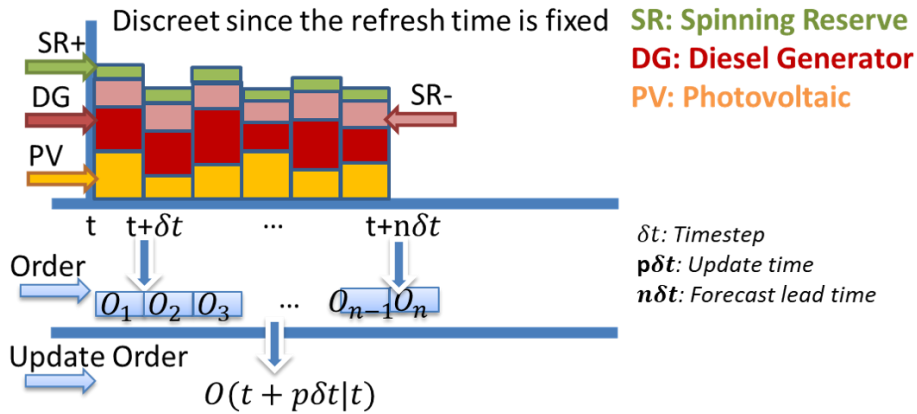 Discreet since the refresh time is fixed
SR: Spinning Reserve
DG: Diesel Generator
PV: Photovoltaic
SR+
DG
SR-
PV
t t+δt ... t+nδt
δt: Timestep
pδt: Update time
nδt: Forecast lead time
Order
O₁ O₂ O₃ ... Oₙ₋₁ Oₙ
Update Order
O(t + pδt|t)